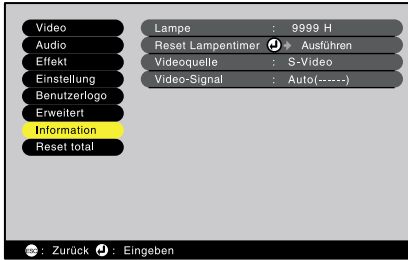 Video
Audio
Effekt
Einstellung
Benutzerlogo
Erweitert
Information
Reset total
Lampe : 9999 H
Reset Lampentimer Ausführen
Videoquelle : S-Video
Video-Signal : Auto(------)
ESC : Zurück : Eingeben